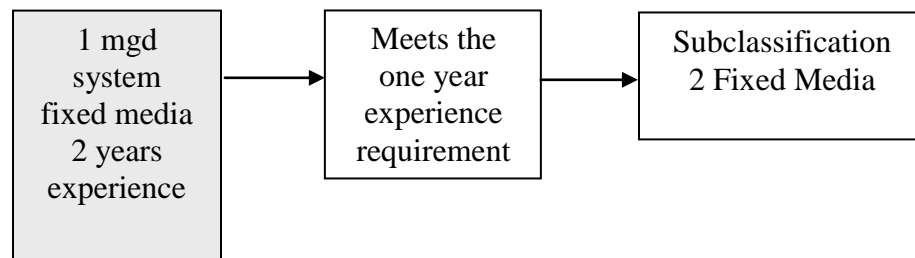 1 mgd
system
fixed media
2 years
experience
Meets the
one year
experience
requirement
Subclassification
2 Fixed Media